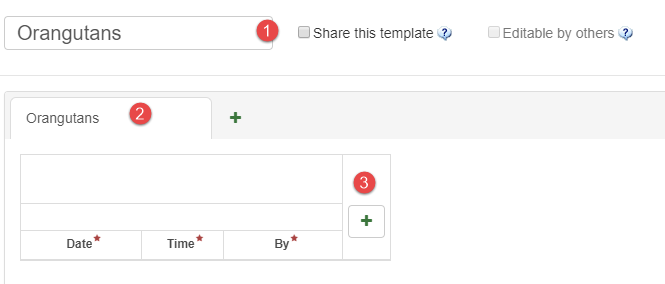 Orangutans 1 Share this template ? Editable by others ?
Orangutans 2 +
3
+
Date* Time* By*